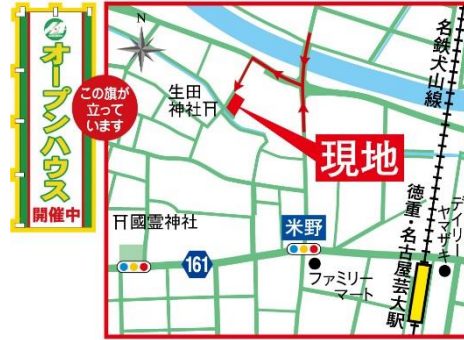 オープンハウス
開催中
この旗が
立って
います
N
名鉄犬山線
生田
神社
現地
國霊神社
米野
161
ファミリー
マート
徳重・名古屋芸大駅
デイリー
ヤマザキ